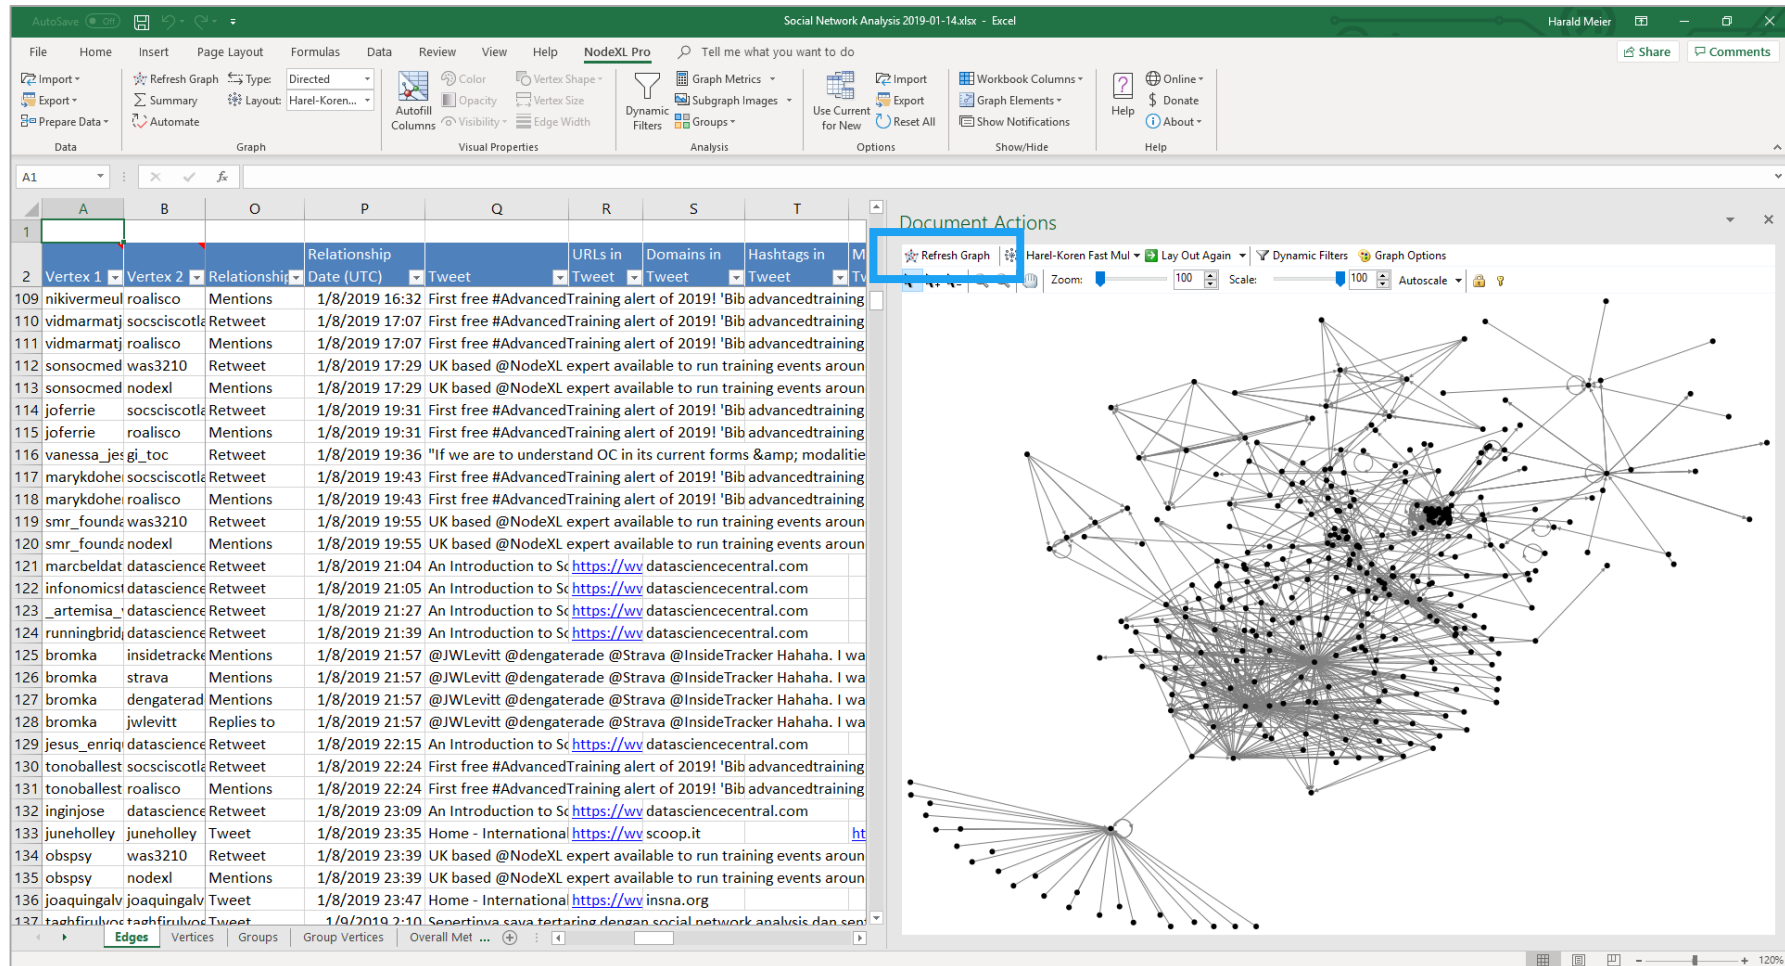 AutoSave Off Social Network Analysis 2019-01-14.xlsx - Excel Harald Meier
File Home Insert Page Layout Formulas Data Review View Help NodeXL Pro Tell me what you want to do Share Comments
Import Refresh Graph Type: Directed Color Vertex Shape Graph Metrics Import Workbook Columns Online
Export Summary Layout: Harel-Koren... Opacity Vertex Size Subgraph Images Export Graph Elements Donate
Prepare Data Automate Autofill Columns Visibility Edge Width Dynamic Filters Groups Use Current for New Reset All Show Notifications Help About
Data Graph Visual Properties Analysis Options Show/Hide Help
A1 fx
A B O P Q R S T
Document Actions
1
Refresh Graph Harel-Koren Fast Mul Lay Out Again Dynamic Filters Graph Options
Zoom: 100 Scale: 100 Autoscale
2 Vertex 1 Vertex 2 Relationship Relationship Date (UTC) Tweet URLs in Tweet Domains in Tweet Hashtags in Tweet
109 nikivermeul roalisco Mentions 1/8/2019 16:32 First free #AdvancedTraining alert of 2019! 'Bib advancedtraining
110 vidmarmatj socsciscotla Retweet 1/8/2019 17:07 First free #AdvancedTraining alert of 2019! 'Bib advancedtraining
111 vidmarmatj roalisco Mentions 1/8/2019 17:07 First free #AdvancedTraining alert of 2019! 'Bib advancedtraining
112 sonsocmed was3210 Retweet 1/8/2019 17:29 UK based @NodeXL expert available to run training events aroun
113 sonsocmed nodexl Mentions 1/8/2019 17:29 UK based @NodeXL expert available to run training events aroun
114 joferrie socsciscotla Retweet 1/8/2019 19:31 First free #AdvancedTraining alert of 2019! 'Bib advancedtraining
115 joferrie roalisco Mentions 1/8/2019 19:31 First free #AdvancedTraining alert of 2019! 'Bib advancedtraining
116 vanessa_jes gi_toc Retweet 1/8/2019 19:36 "If we are to understand OC in its current forms &amp; modalitie
117 marykdoher socsciscotla Retweet 1/8/2019 19:43 First free #AdvancedTraining alert of 2019! 'Bib advancedtraining
118 marykdoher roalisco Mentions 1/8/2019 19:43 First free #AdvancedTraining alert of 2019! 'Bib advancedtraining
119 smr_founda was3210 Retweet 1/8/2019 19:55 UK based @NodeXL expert available to run training events aroun
120 smr_founda nodexl Mentions 1/8/2019 19:55 UK based @NodeXL expert available to run training events aroun
121 marcbeldat datascience Retweet 1/8/2019 21:04 An Introduction to So https://wv datasciencecentral.com
122 infonomicst datascience Retweet 1/8/2019 21:05 An Introduction to So https://wv datasciencecentral.com
123 _artemisa_ datascience Retweet 1/8/2019 21:27 An Introduction to So https://wv datasciencecentral.com
124 runningbridg datascience Retweet 1/8/2019 21:39 An Introduction to So https://wv datasciencecentral.com
125 bromka insidetracke Mentions 1/8/2019 21:57 @JWLevitt @dengaterade @Strava @InsideTracker Hahaha. I wa
126 bromka strava Mentions 1/8/2019 21:57 @JWLevitt @dengaterade @Strava @InsideTracker Hahaha. I wa
127 bromka dengaterad Mentions 1/8/2019 21:57 @JWLevitt @dengaterade @Strava @InsideTracker Hahaha. I wa
128 bromka jwlevitt Replies to 1/8/2019 21:57 @JWLevitt @dengaterade @Strava @InsideTracker Hahaha. I wa
129 jesus_enriq datascience Retweet 1/8/2019 22:15 An Introduction to So https://wv datasciencecentral.com
130 tonoballest socsciscotla Retweet 1/8/2019 22:24 First free #AdvancedTraining alert of 2019! 'Bib advancedtraining
131 tonoballest roalisco Mentions 1/8/2019 22:24 First free #AdvancedTraining alert of 2019! 'Bib advancedtraining
132 inginjose datascience Retweet 1/8/2019 23:09 An Introduction to So https://wv datasciencecentral.com
133 juneholley juneholley Tweet 1/8/2019 23:35 Home - International https://wv scoop.it ht
134 obspsy was3210 Retweet 1/8/2019 23:39 UK based @NodeXL expert available to run training events aroun
135 obspsy nodexl Mentions 1/8/2019 23:39 UK based @NodeXL expert available to run training events aroun
136 joaquingalv joaquingalv Tweet 1/8/2019 23:47 Home - International https://wv insna.org
137 taghfirulyos taghfirulyos Tweet 1/9/2019 2:10 Sepertinya saya tertaring dengan social network analysis dan sen
Edges Vertices Groups Group Vertices Overall Met ...
120%